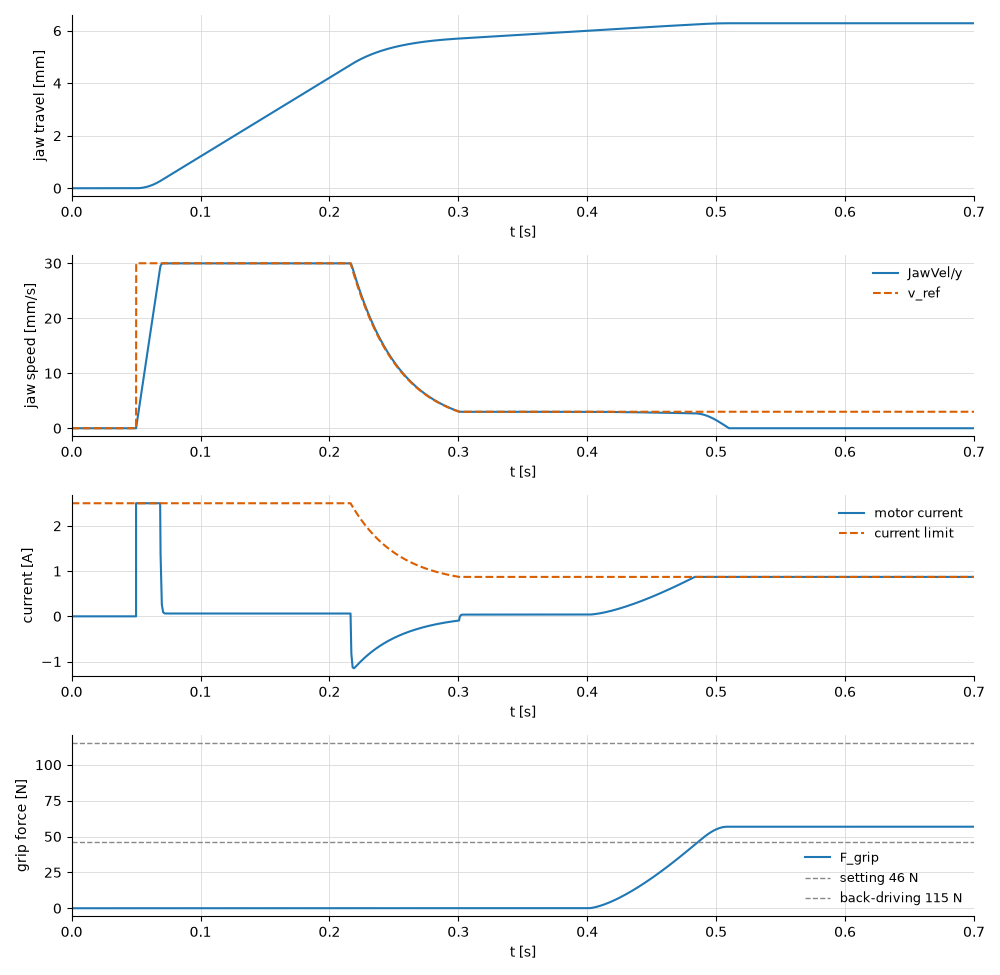 jaw travel [mm]
6
4
2
0
0.0 0.1 0.2 0.3 0.4 0.5 0.6 0.7
t [s]
jaw speed [mm/s]
30
20
10
0
JawVel/y
v_ref
0.0 0.1 0.2 0.3 0.4 0.5 0.6 0.7
t [s]
current [A]
2
1
0
−1
motor current
current limit
0.0 0.1 0.2 0.3 0.4 0.5 0.6 0.7
t [s]
grip force [N]
100
75
50
25
0
F_grip
setting 46 N
back-driving 115 N
0.0 0.1 0.2 0.3 0.4 0.5 0.6 0.7
t [s]